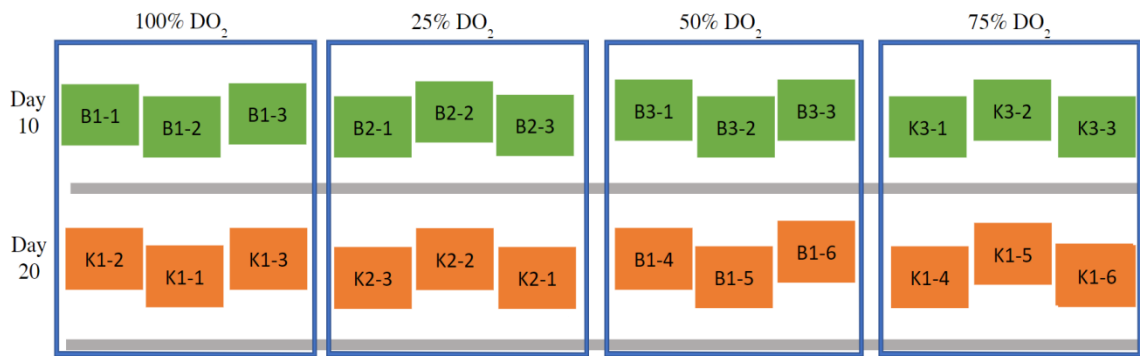 100% DO2 25% DO2 50% DO2 75% DO2
Day
10
B1-1 B1-2 B1-3 B2-1 B2-2 B2-3 B3-1 B3-2 B3-3 K3-1 K3-2 K3-3
Day
20
K1-2 K1-1 K1-3 K2-3 K2-2 K2-1 B1-4 B1-5 B1-6 K1-4 K1-5 K1-6